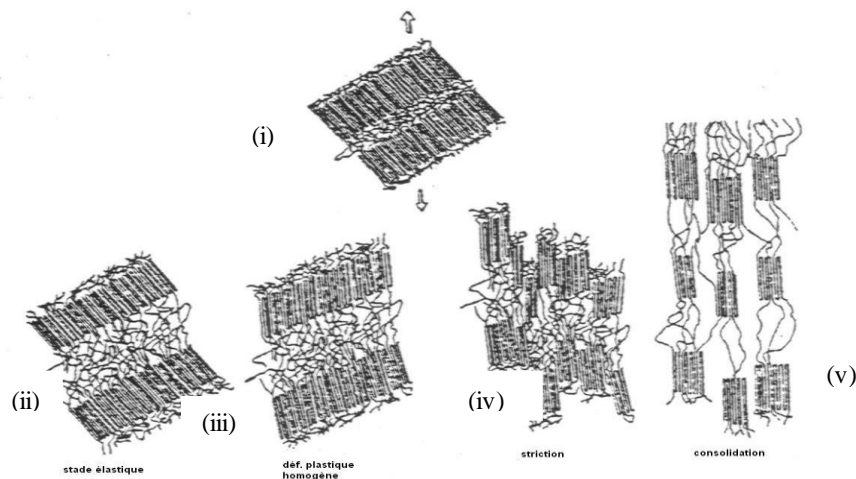 (i)
(ii)
(iii)
(iv)
(v)
stade élastique
déf. plastique
homogène
striction
consolidation